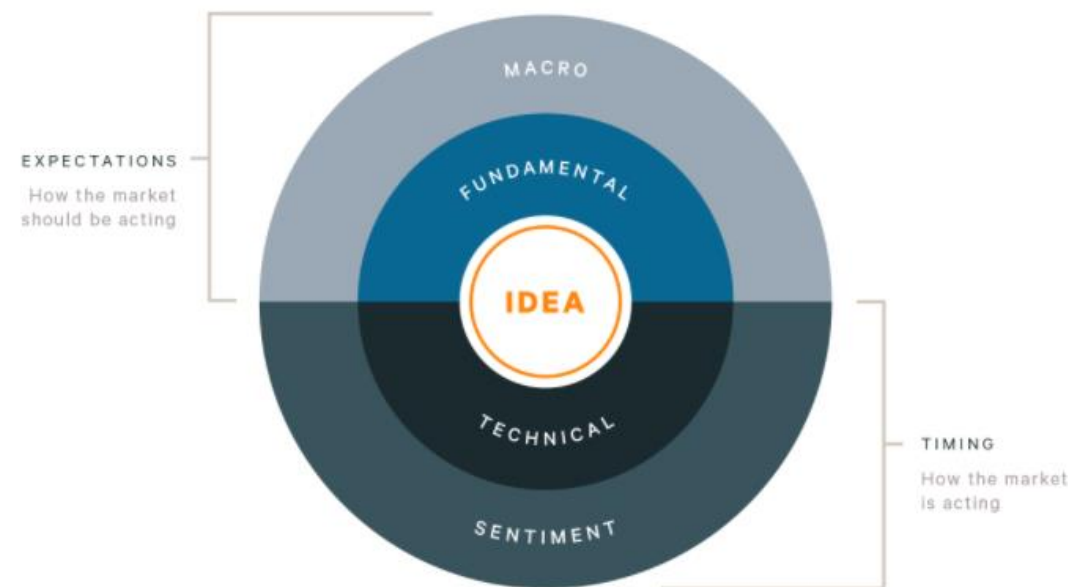 MACRO
EXPECTATIONS
How the market
should be acting
FUNDAMENTAL
IDEA
TECHNICAL
TIMING
How the market
is acting
SENTIMENT